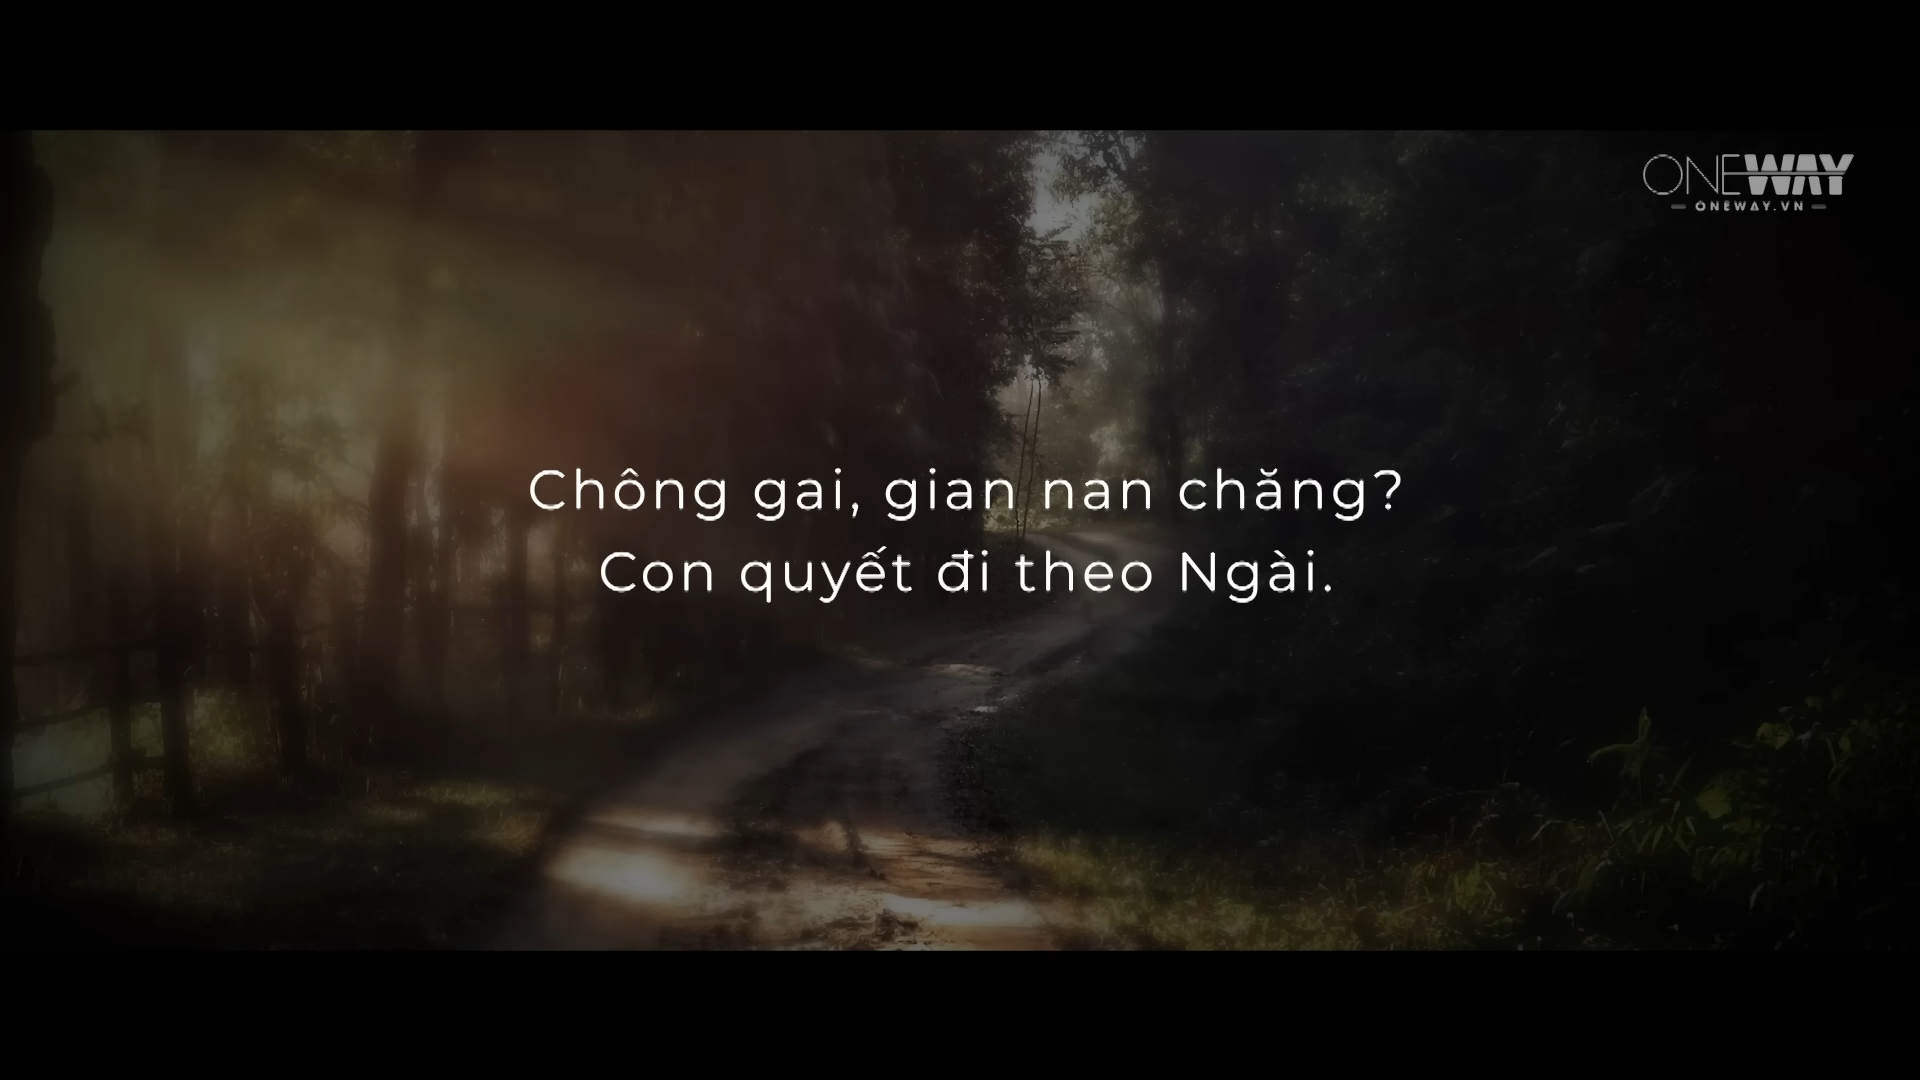 ONEWAY
ONEWAY.VN
Chông gai, gian nan chăng?
Con quyết đi theo Ngài.